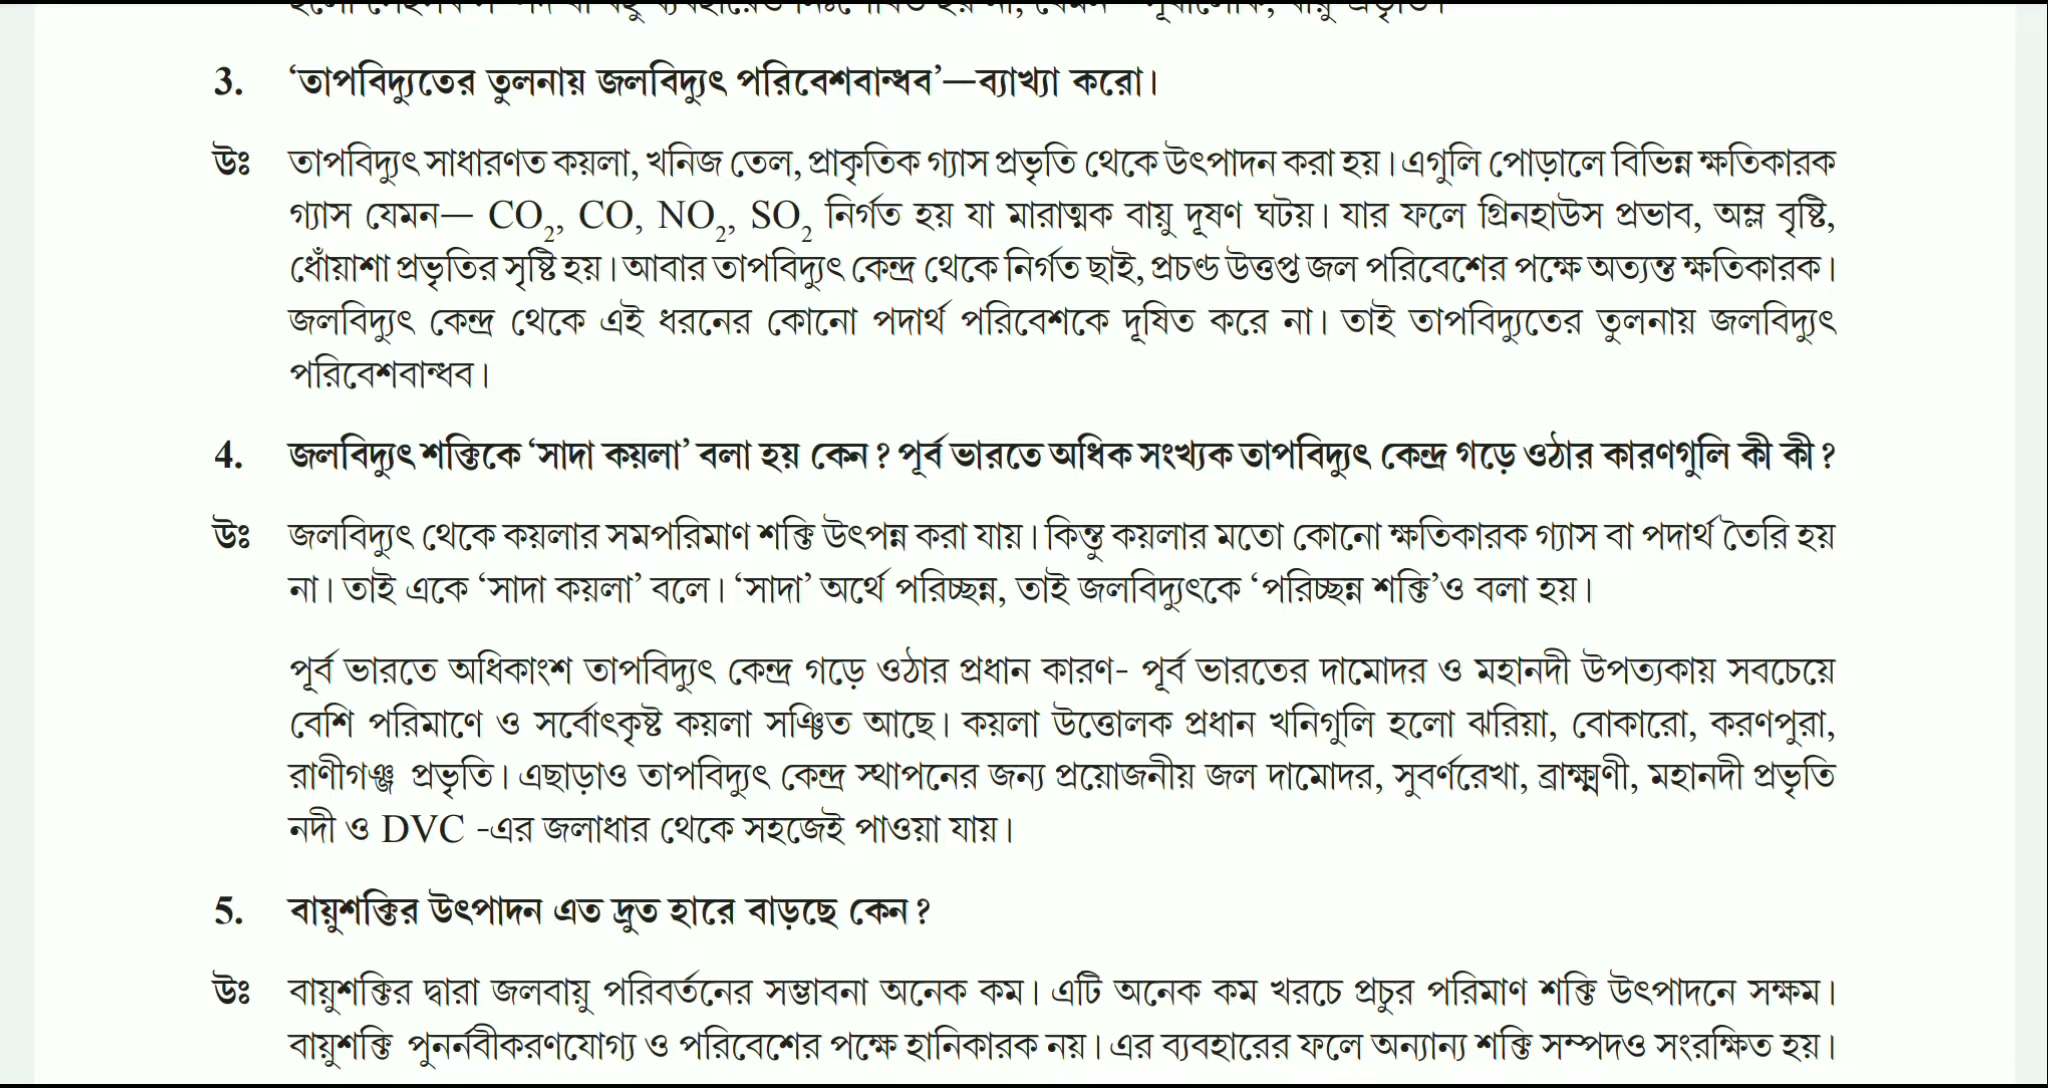 3. ‘তাপবিদ্যুতের তুলনায় জলবিদ্যুৎ পরিবেশবান্ধব’—ব্যাখ্যা করো।
উঃ তাপবিদ্যুৎ সাধারণত কয়লা, খনিজ তেল, প্রাকৃতিক গ্যাস প্রভৃতি থেকে উৎপাদন করা হয়। এগুলি পোড়ালে বিভিন্ন ক্ষতিকারক
গ্যাস যেমন— CO₂, CO, NO₂, SO₂ নির্গত হয় যা মারাত্মক বায়ু দূষণ ঘটয়। যার ফলে গ্রিনহাউস প্রভাব, অম্ল বৃষ্টি,
ধোঁয়াশা প্রভৃতির সৃষ্টি হয়। আবার তাপবিদ্যুৎ কেন্দ্র থেকে নির্গত ছাই, প্রচণ্ড উত্তপ্ত জল পরিবেশের পক্ষে অত্যন্ত ক্ষতিকারক।
জলবিদ্যুৎ কেন্দ্র থেকে এই ধরনের কোনো পদার্থ পরিবেশকে দূষিত করে না। তাই তাপবিদ্যুতের তুলনায় জলবিদ্যুৎ
পরিবেশবান্ধব।
4. জলবিদ্যুৎ শক্তিকে ‘সাদা কয়লা’ বলা হয় কেন? পূর্ব ভারতে অধিক সংখ্যক তাপবিদ্যুৎ কেন্দ্র গড়ে ওঠার কারণগুলি কী কী?
উঃ জলবিদ্যুৎ থেকে কয়লার সমপরিমাণ শক্তি উৎপন্ন করা যায়। কিন্তু কয়লার মতো কোনো ক্ষতিকারক গ্যাস বা পদার্থ তৈরি হয়
না। তাই একে ‘সাদা কয়লা’ বলে। ‘সাদা’ অর্থে পরিচ্ছন্ন, তাই জলবিদ্যুৎকে ‘পরিচ্ছন্ন শক্তি’ও বলা হয়।
পূর্ব ভারতে অধিকাংশ তাপবিদ্যুৎ কেন্দ্র গড়ে ওঠার প্রধান কারণ- পূর্ব ভারতের দামোদর ও মহানদী উপত্যকায় সবচেয়ে
বেশি পরিমাণে ও সর্বোৎকৃষ্ট কয়লা সঞ্চিত আছে। কয়লা উত্তোলক প্রধান খনিগুলি হলো ঝরিয়া, বোকারো, করণপুরা,
রাণীগঞ্জ প্রভৃতি। এছাড়াও তাপবিদ্যুৎ কেন্দ্র স্থাপনের জন্য প্রয়োজনীয় জল দামোদর, সুবর্ণরেখা, ব্রাহ্মণী, মহানদী প্রভৃতি
নদী ও DVC -এর জলাধার থেকে সহজেই পাওয়া যায়।
5. বায়ুশক্তির উৎপাদন এত দ্রুত হারে বাড়ছে কেন?
উঃ বায়ুশক্তির দ্বারা জলবায়ু পরিবর্তনের সম্ভাবনা অনেক কম। এটি অনেক কম খরচে প্রচুর পরিমাণ শক্তি উৎপাদনে সক্ষম।
বায়ুশক্তি পুনর্নবীকরণযোগ্য ও পরিবেশের পক্ষে হানিকারক নয়। এর ব্যবহারের ফলে অন্যান্য শক্তি সম্পদও সংরক্ষিত হয়।